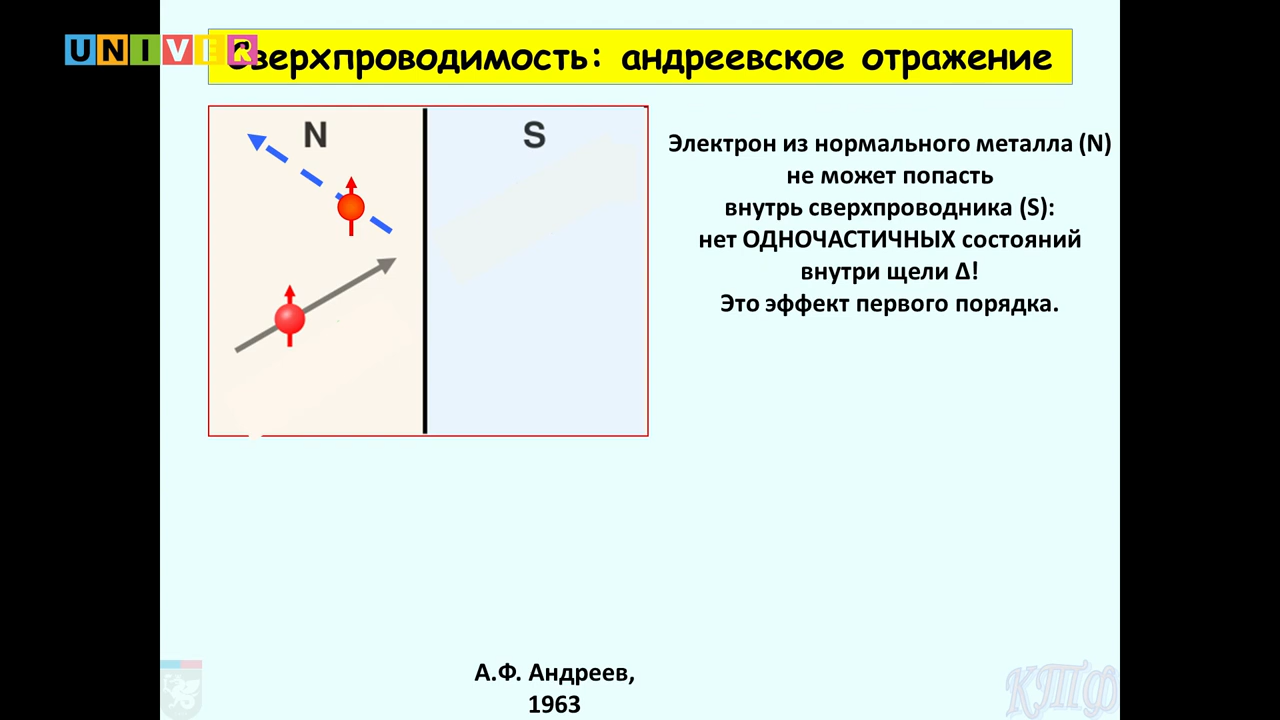 UNIVER
Сверхпроводимость: андреевское отражение
N
S
Электрон из нормального металла (N)
не может попасть
внутрь сверхпроводника (S):
нет ОДНОЧАСТИЧНЫХ состояний
внутри щели Δ!
Это эффект первого порядка.
А.Ф. Андреев,
1963
КТФ